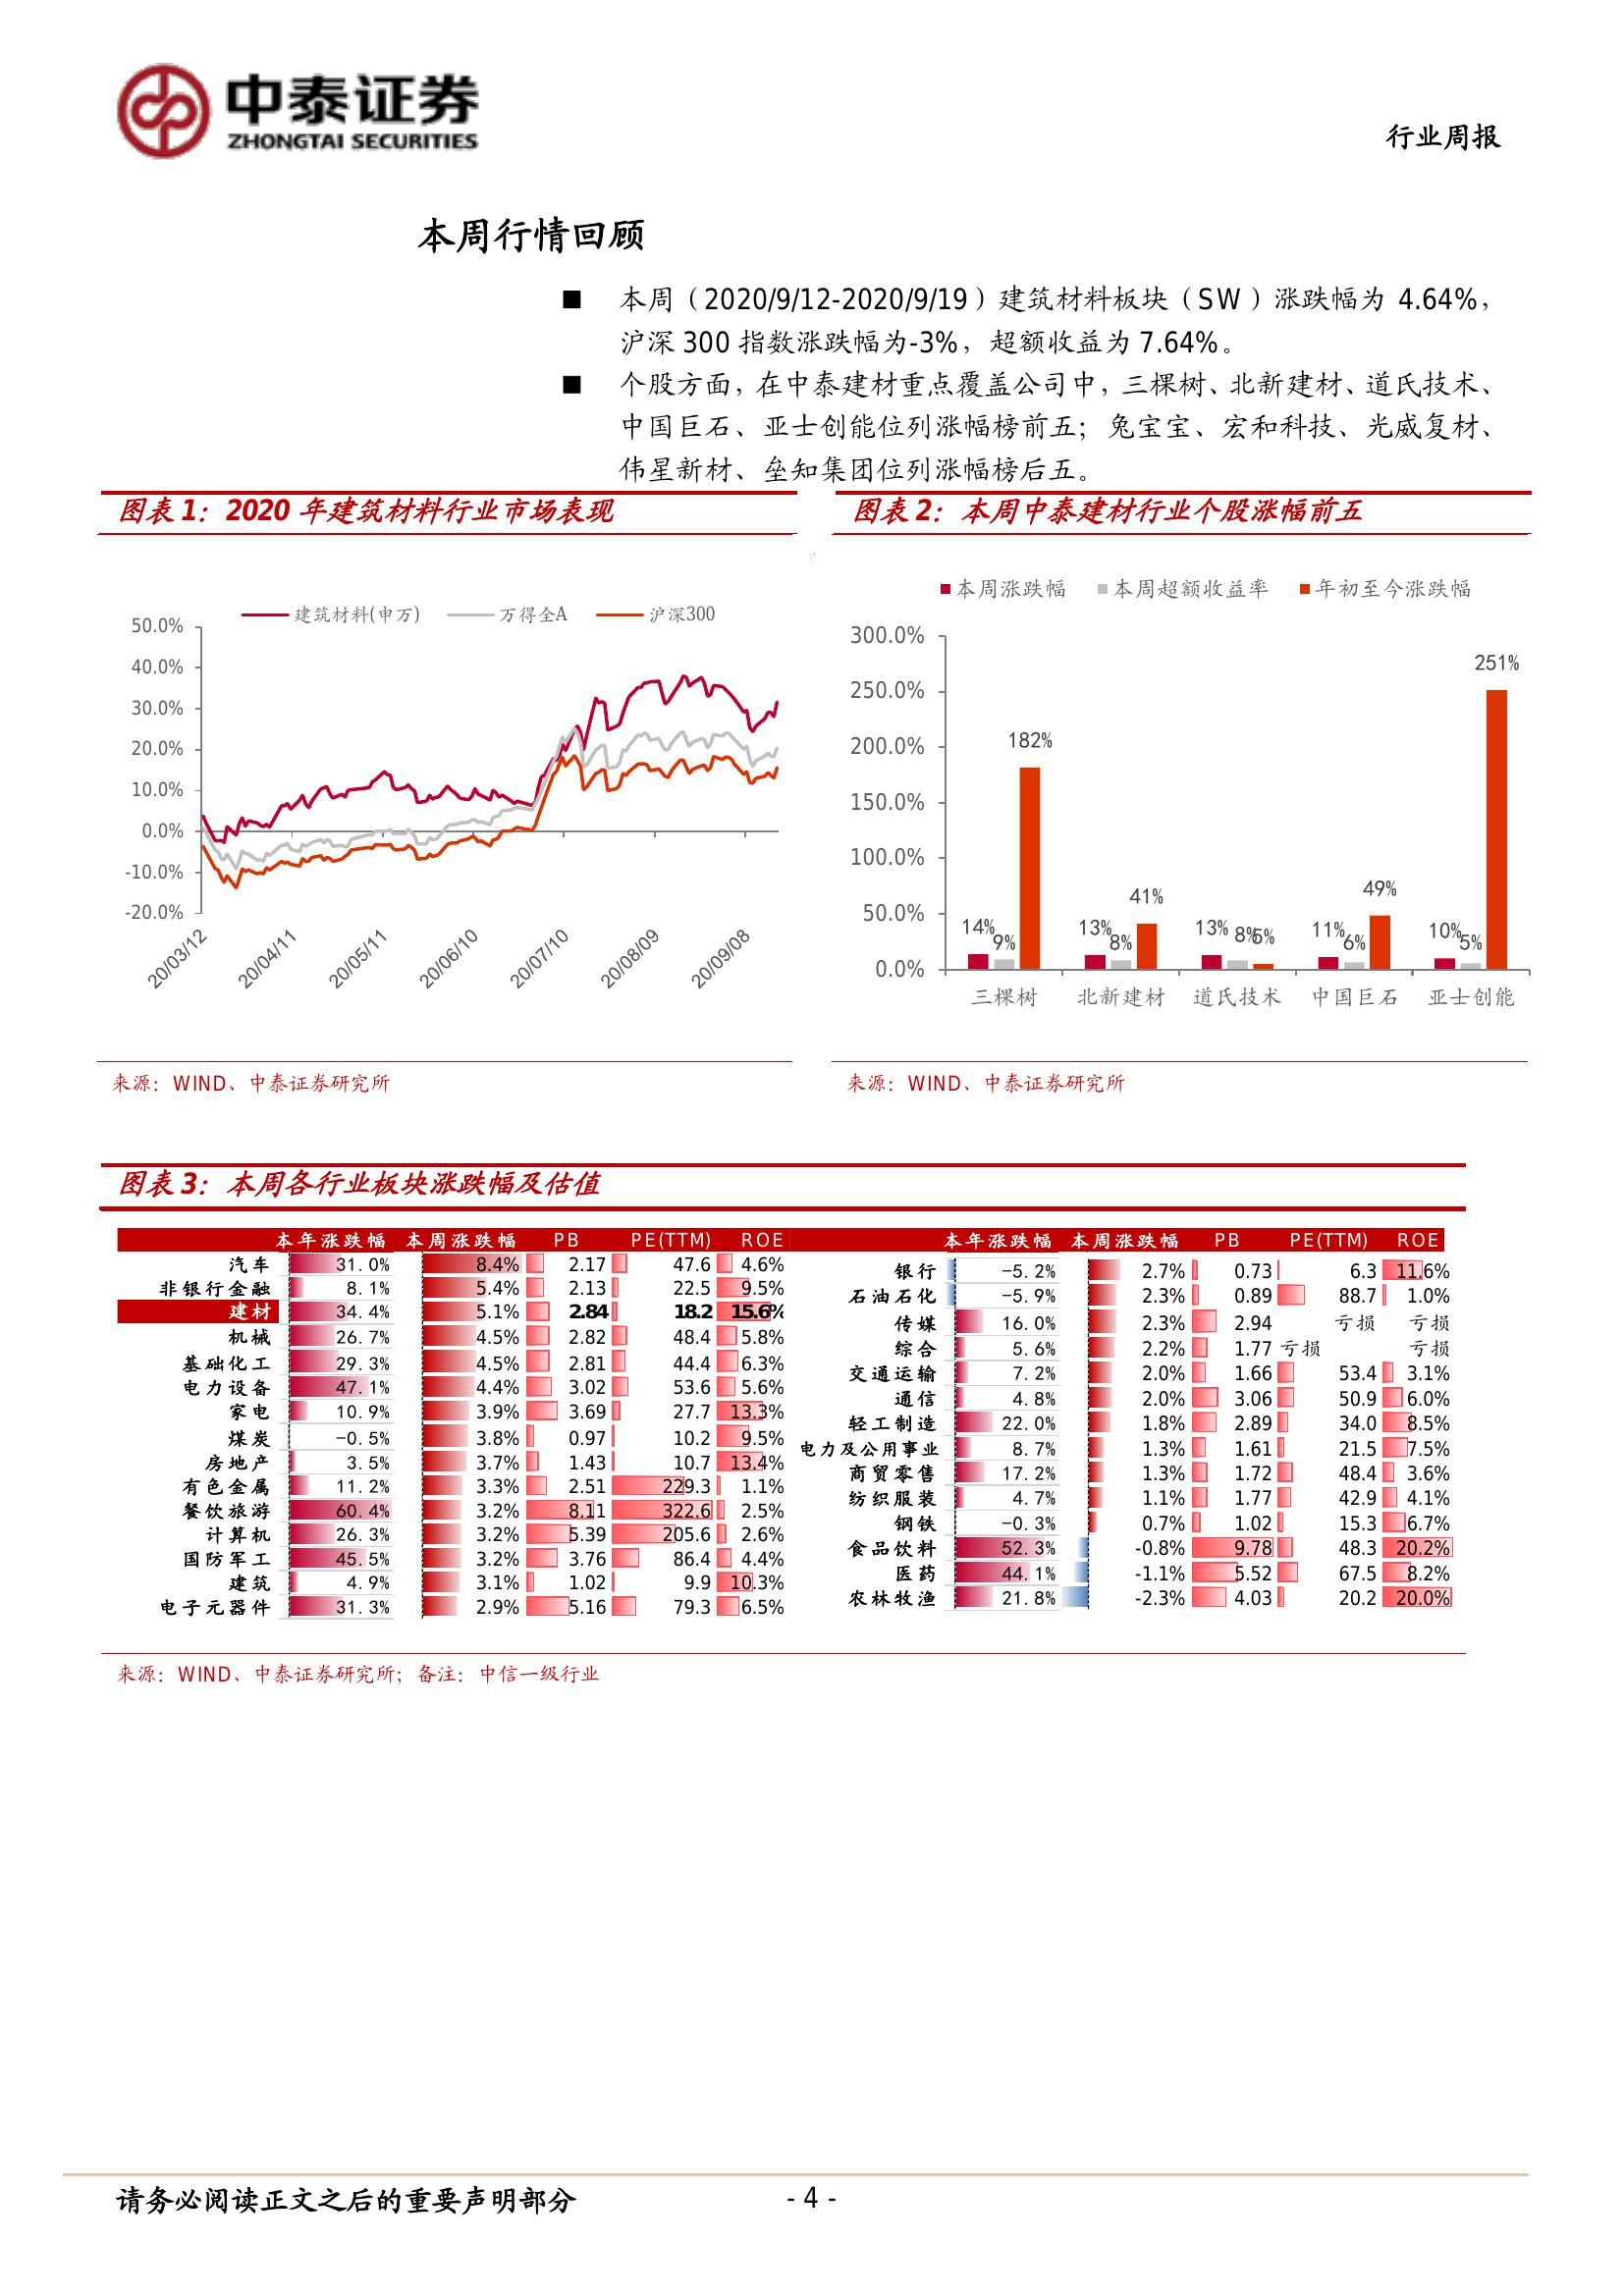 中泰证券
ZHONGTAI SECURITIES
行业周报
本周行情回顾
■ 本周（2020/9/12-2020/9/19）建筑材料板块（SW）涨跌幅为 4.64%，
沪深 300 指数涨跌幅为-3%，超额收益为 7.64%。
■ 个股方面，在中泰建材重点覆盖公司中，三棵树、北新建材、道氏技术、
中国巨石、亚士创能位列涨幅榜前五；兔宝宝、宏和科技、光威复材、
伟星新材、垒知集团位列涨幅榜后五。
图表 1：2020 年建筑材料行业市场表现
建筑材料(申万) 万得全A 沪深300
50.0%
40.0%
30.0%
20.0%
10.0%
0.0%
-10.0%
-20.0%
20/03/12 20/04/11 20/05/11 20/06/10 20/07/10 20/08/09 20/09/08
来源：WIND、中泰证券研究所
图表 2：本周中泰建材行业个股涨幅前五
本周涨跌幅 本周超额收益率 年初至今涨跌幅
300.0%
250.0%
200.0%
150.0%
100.0%
50.0%
0.0%
14% 9% 182%
13% 8% 41%
13% 8% 5%
11% 6% 49%
10% 5% 251%
三棵树 北新建材 道氏技术 中国巨石 亚士创能
来源：WIND、中泰证券研究所
图表 3：本周各行业板块涨跌幅及估值
本年涨跌幅 本周涨跌幅 PB PE(TTM) ROE
汽车 31.0% 8.4% 2.17 47.6 4.6%
非银行金融 8.1% 5.4% 2.13 22.5 9.5%
建材 34.4% 5.1% 2.84 18.2 15.6%
机械 26.7% 4.5% 2.82 48.4 5.8%
基础化工 29.3% 4.5% 2.81 44.4 6.3%
电力设备 47.1% 4.4% 3.02 53.6 5.6%
家电 10.9% 3.9% 3.69 27.7 13.3%
煤炭 -0.5% 3.8% 0.97 10.2 9.5%
房地产 3.5% 3.7% 1.43 10.7 13.4%
有色金属 11.2% 3.3% 2.51 229.3 1.1%
餐饮旅游 60.4% 3.2% 8.11 322.6 2.5%
计算机 26.3% 3.2% 5.39 205.6 2.6%
国防军工 45.5% 3.2% 3.76 86.4 4.4%
建筑 4.9% 3.1% 1.02 9.9 10.3%
电子元器件 31.3% 2.9% 5.16 79.3 6.5%
本年涨跌幅 本周涨跌幅 PB PE(TTM) ROE
银行 -5.2% 2.7% 0.73 6.3 11.6%
石油石化 -5.9% 2.3% 0.89 88.7 1.0%
传媒 16.0% 2.3% 2.94 亏损 亏损
综合 5.6% 2.2% 1.77 亏损 亏损
交通运输 7.2% 2.0% 1.66 53.4 3.1%
通信 4.8% 2.0% 3.06 50.9 6.0%
轻工制造 22.0% 1.8% 2.89 34.0 8.5%
电力及公用事业 8.7% 1.3% 1.61 21.5 7.5%
商贸零售 17.2% 1.3% 1.72 48.4 3.6%
纺织服装 4.7% 1.1% 1.77 42.9 4.1%
钢铁 -0.3% 0.7% 1.02 15.3 6.7%
食品饮料 52.3% -0.8% 9.78 48.3 20.2%
医药 44.1% -1.1% 5.52 67.5 8.2%
农林牧渔 21.8% -2.3% 4.03 20.2 20.0%
来源：WIND、中泰证券研究所；备注：中信一级行业
请务必阅读正文之后的重要声明部分
- 4 -